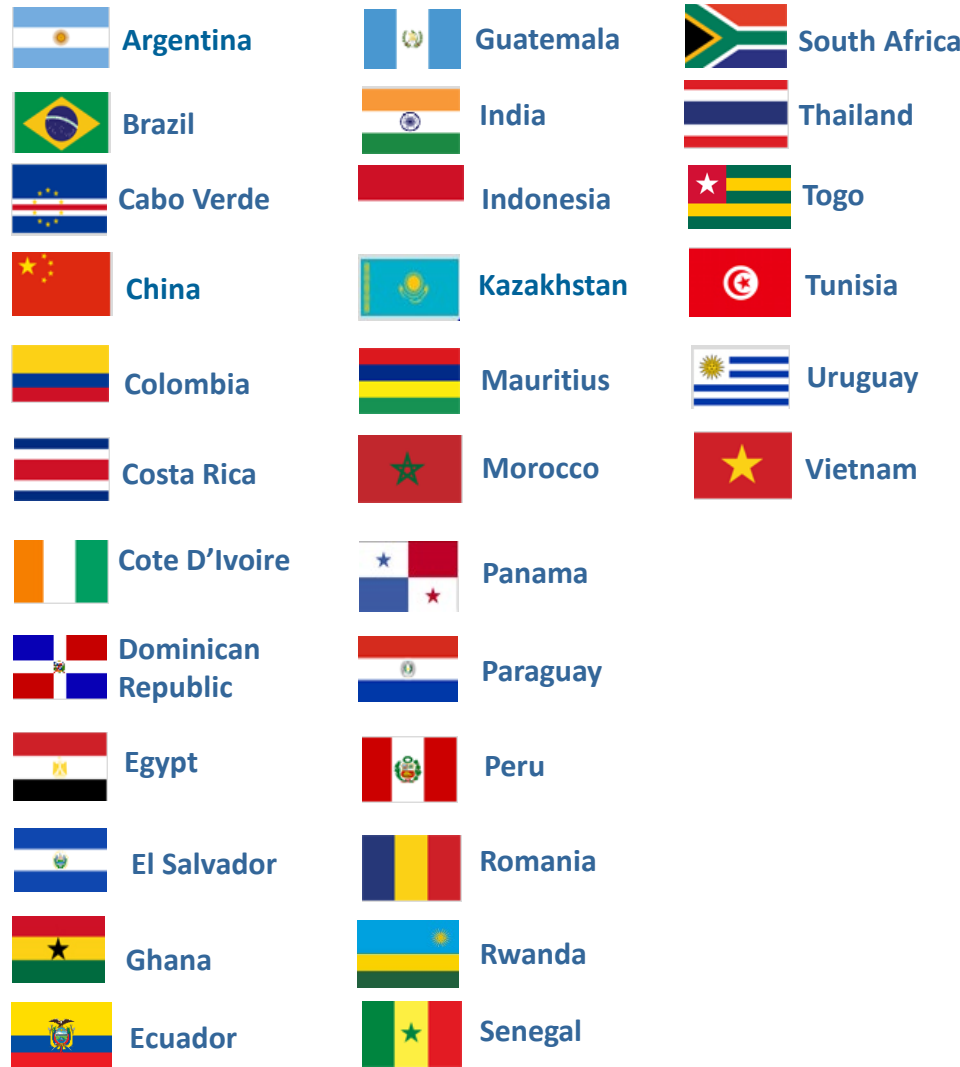 Argentina
Brazil
Cabo Verde
China
Colombia
Costa Rica
Cote D’Ivoire
Dominican
Republic
Egypt
El Salvador
Ghana
Ecuador
Guatemala
India
Indonesia
Kazakhstan
Mauritius
Morocco
Panama
Paraguay
Peru
Romania
Rwanda
Senegal
South Africa
Thailand
Togo
Tunisia
Uruguay
Vietnam